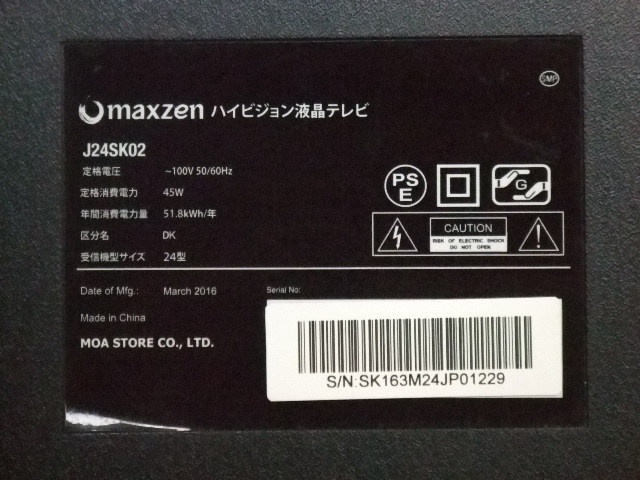 SMP
maxzen ハイビジョン液晶テレビ
J24SK02
定格電圧 ~100V 50/60Hz
定格消費電力 45W
年間消費電力量 51.8kWh/年
区分名 DK
受信機型サイズ 24型
PS
E
G
CAUTION
RISK OF ELECTRIC SHOCK
DO NOT OPEN
Date of Mfg.: March 2016
Made in China
MOA STORE CO., LTD.
Serial No:
S/N:SK163M24JP01229